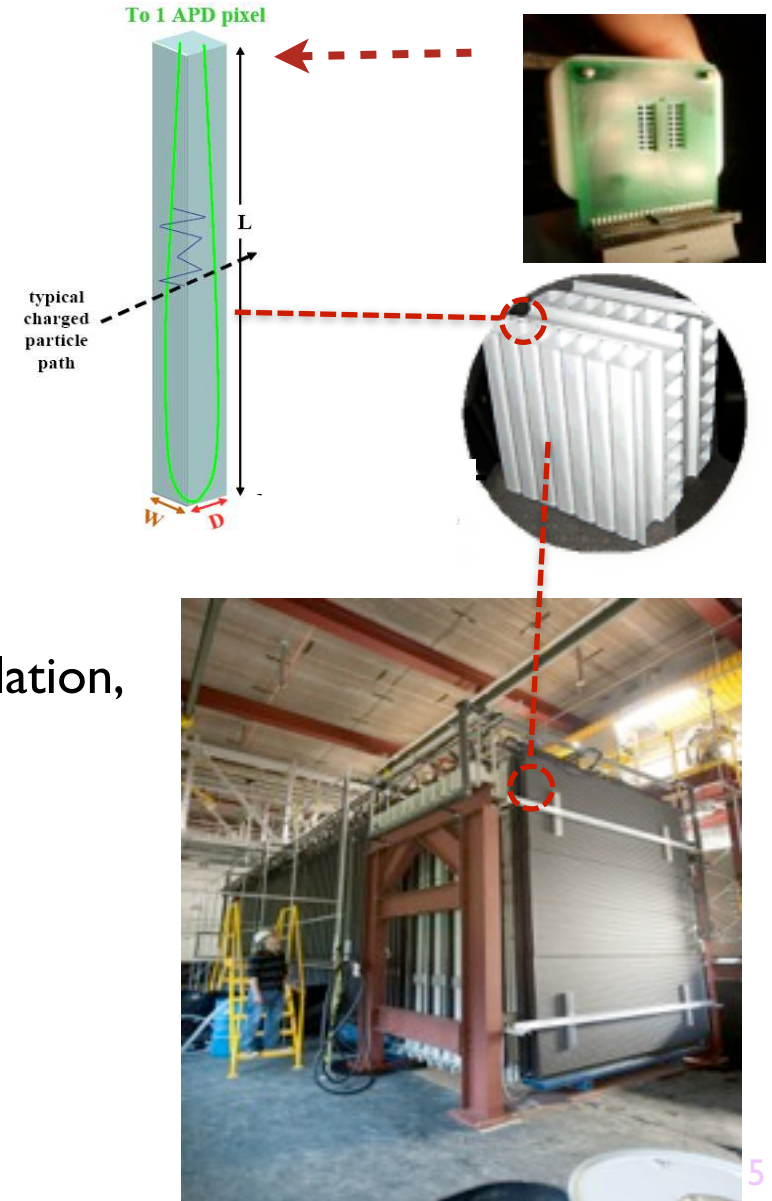 To 1 APD pixel
L
typical
charged
particle
path
W
D
lation,
5